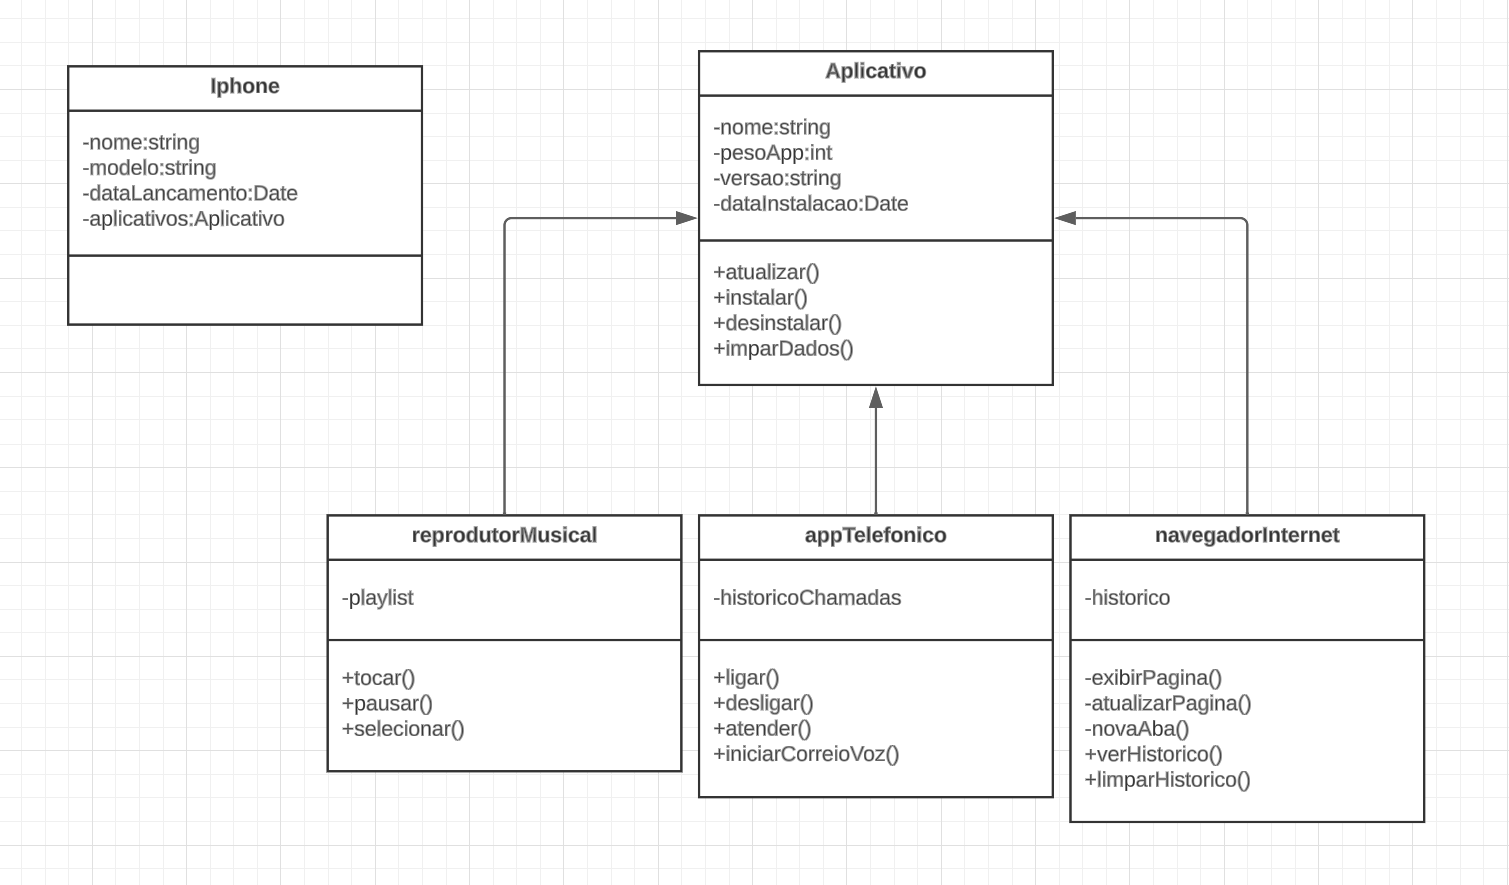 Iphone
-nome:string
-modelo:string
-dataLancamento:Date
-aplicativos:Aplicativo
Aplicativo
-nome:string
-pesoApp:int
-versao:string
-dataInstalacao:Date
+atualizar()
+instalar()
+desinstalar()
+imparDados()
reprodutorMusical
-playlist
+tocar()
+pausar()
+selecionar()
appTelefonico
-historicoChamadas
+ligar()
+desligar()
+atender()
+iniciarCorreioVoz()
navegadorInternet
-historico
-exibirPagina()
-atualizarPagina()
-novaAba()
+verHistorico()
+limparHistorico()